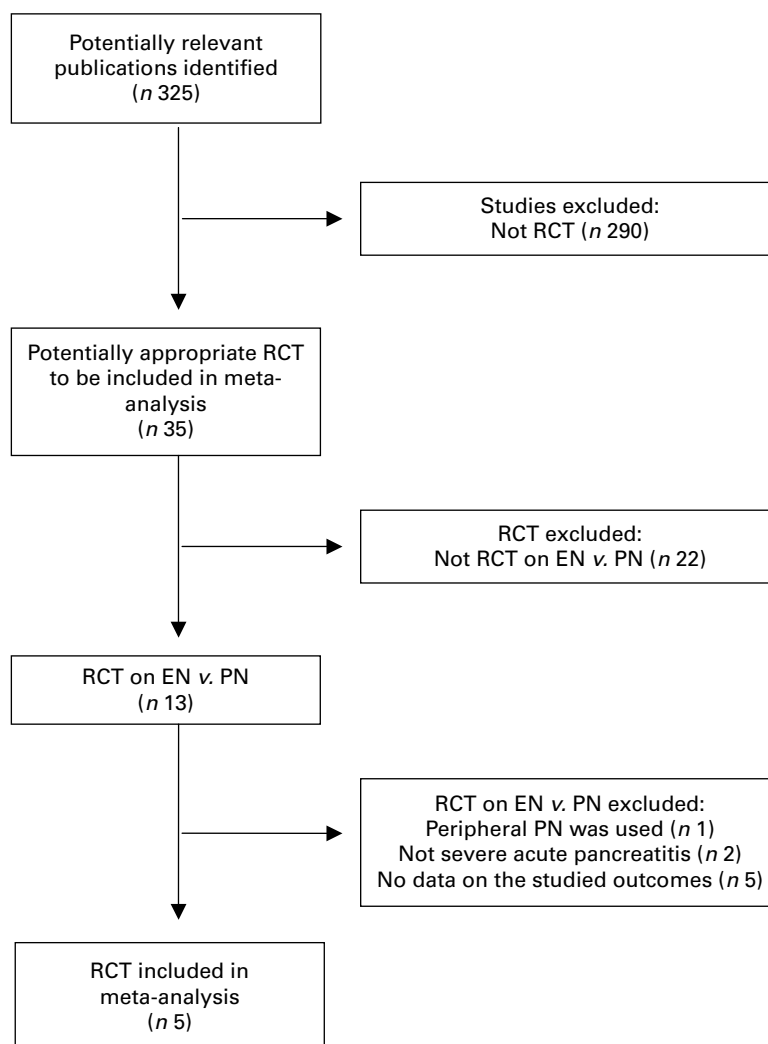 Potentially relevant
publications identified
(n 325)
Studies excluded:
Not RCT (n 290)
Potentially appropriate RCT
to be included in meta-
analysis
(n 35)
RCT excluded:
Not RCT on EN v. PN (n 22)
RCT on EN v. PN
(n 13)
RCT on EN v. PN excluded:
Peripheral PN was used (n 1)
Not severe acute pancreatitis (n 2)
No data on the studied outcomes (n 5)
RCT included in
meta-analysis
(n 5)